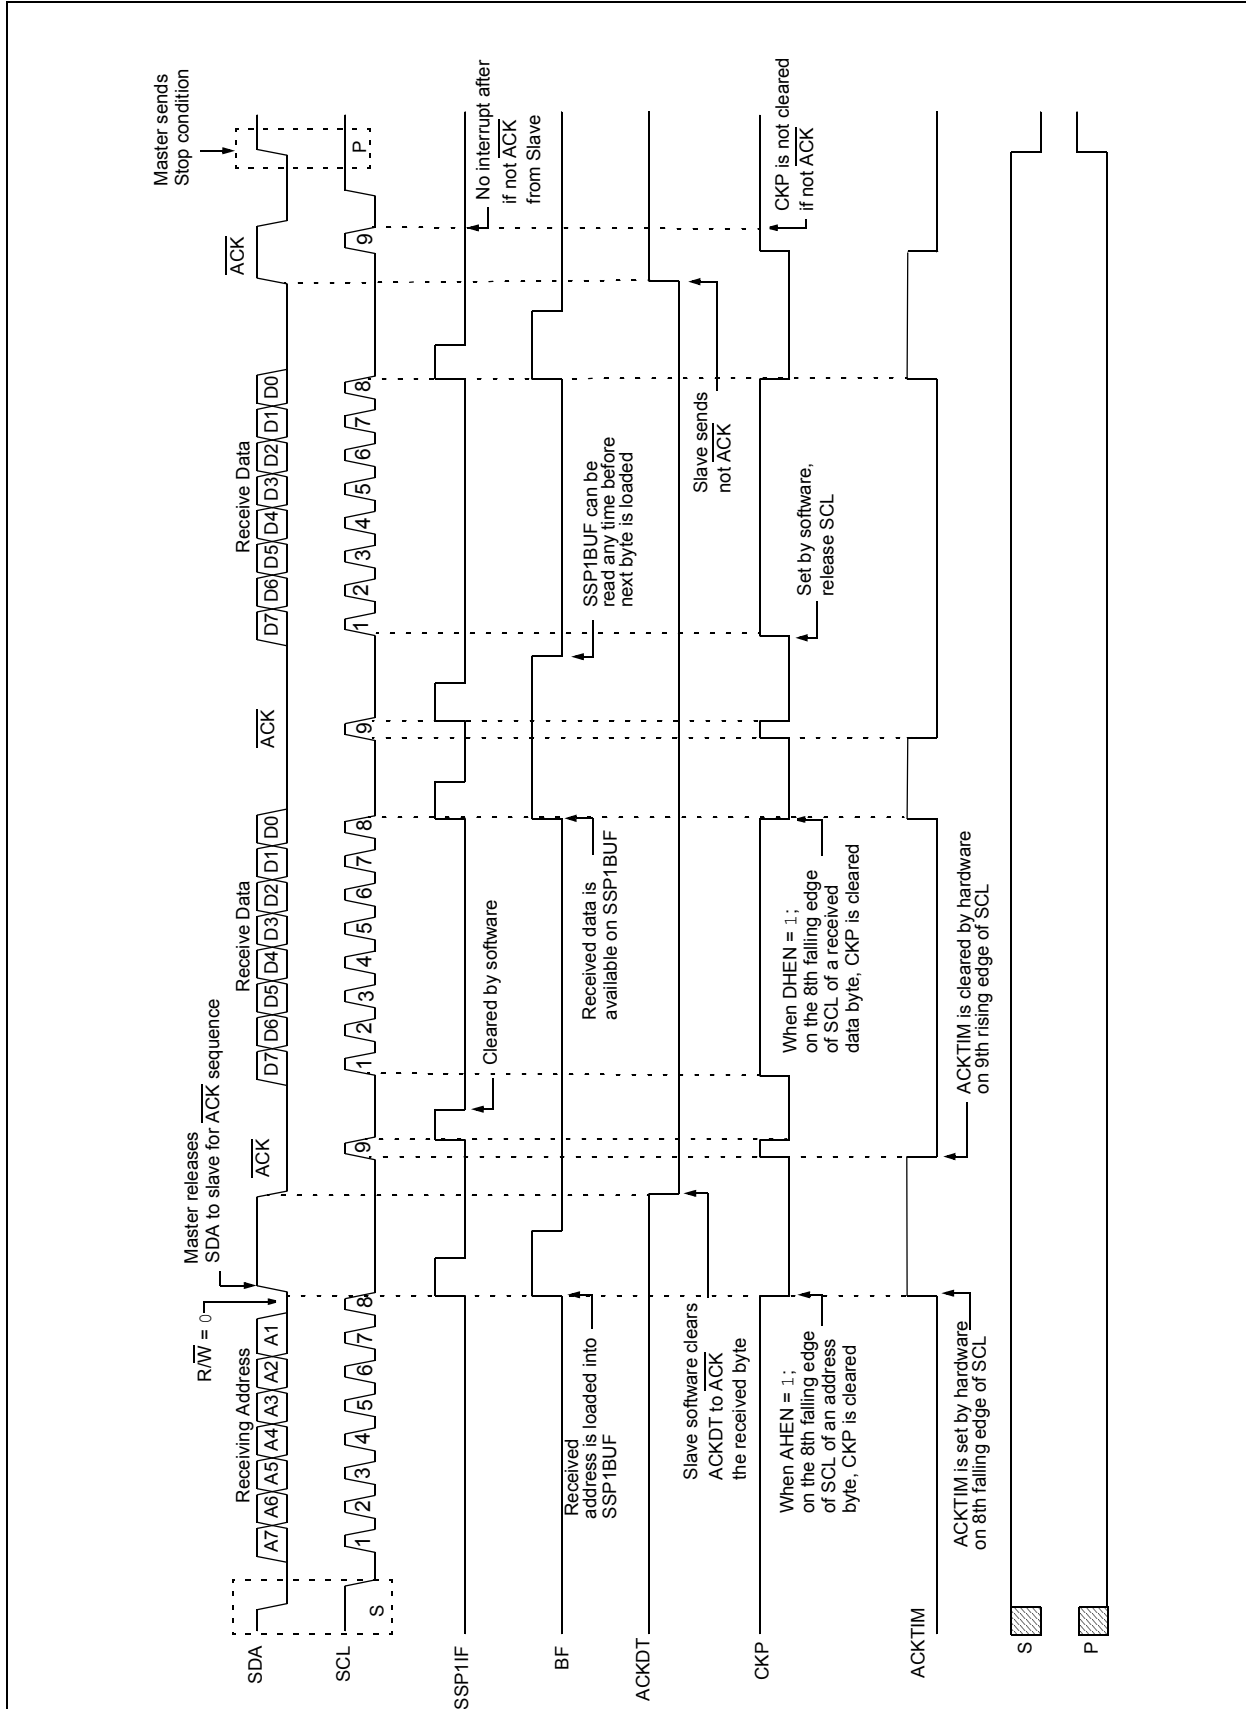 Master sends
Stop condition
Master releases
SDA to slave for ACK sequence
R/W = 0
Receiving Address
ACK
Receive Data
ACK
Receive Data
ACK
SDA
A7 A6 A5 A4 A3 A2 A1
D7 D6 D5 D4 D3 D2 D1 D0
D7 D6 D5 D4 D3 D2 D1 D0
SCL
S
1 2 3 4 5 6 7 8 9
1 2 3 4 5 6 7 8 9
1 2 3 4 5 6 7 8 9
P
SSP1IF
Cleared by software
No interrupt after
if not ACK
from Slave
BF
Received
address is loaded into
SSP1BUF
Received data is
available on SSP1BUF
SSP1BUF can be
read any time before
next byte is loaded
ACKDT
Slave software clears
ACKDT to ACK
the received byte
Slave sends
not ACK
CKP
When AHEN = 1;
on the 8th falling edge
of SCL of an address
byte, CKP is cleared
When DHEN = 1;
on the 8th falling edge
of SCL of a received
data byte, CKP is cleared
Set by software,
release SCL
CKP is not cleared
if not ACK
ACKTIM
ACKTIM is set by hardware
on 8th falling edge of SCL
ACKTIM is cleared by hardware
on 9th rising edge of SCL
S
P